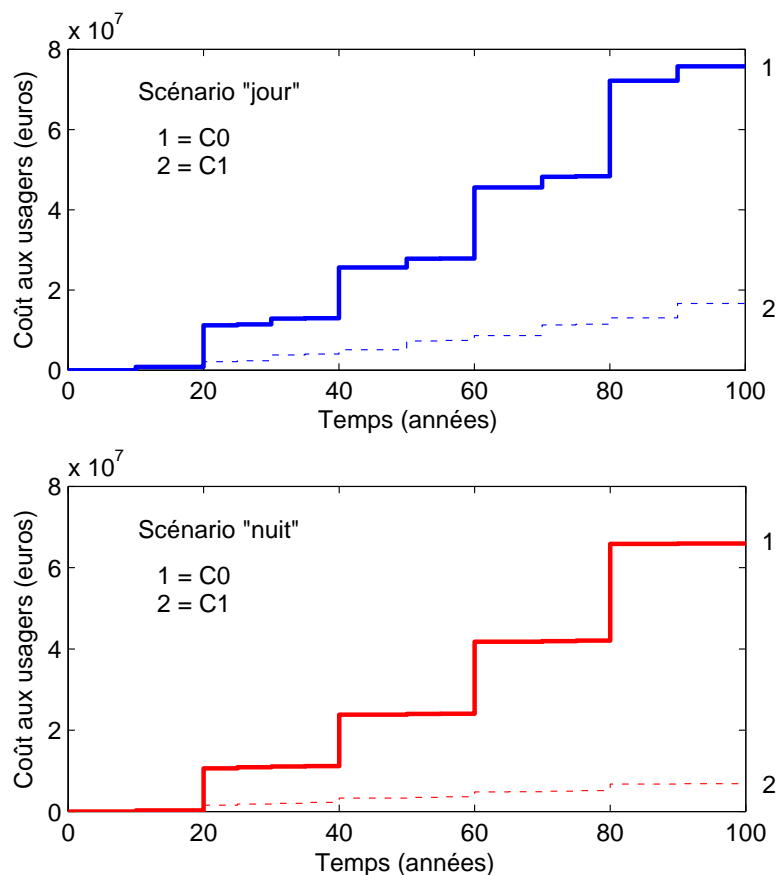 x 10^7
8
6
4
2
0
Coût aux usagers (euros)
Scénario "jour"
1 = C0
2 = C1
1
2
0 20 40 60 80 100
Temps (années)
x 10^7
8
6
4
2
0
Coût aux usagers (euros)
Scénario "nuit"
1 = C0
2 = C1
1
2
0 20 40 60 80 100
Temps (années)